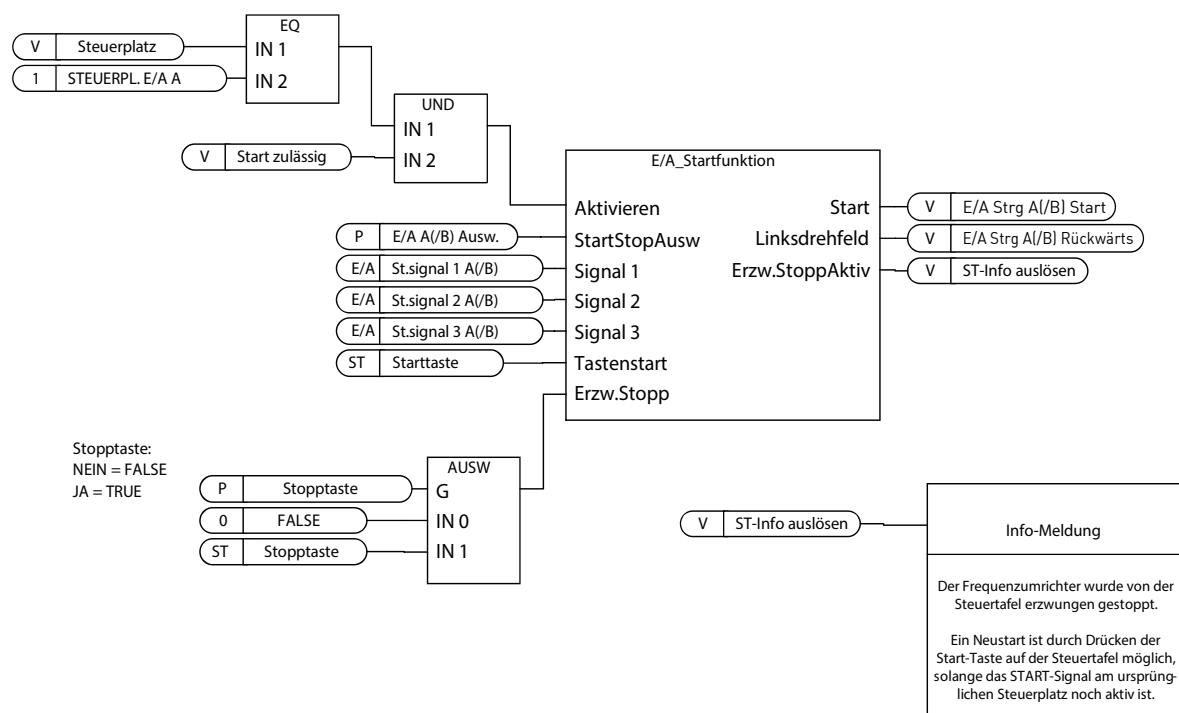 EQ
V Steuerplatz
IN 1
1 STEUERPL. E/A A
IN 2
UND
IN 1
V Start zulässig
IN 2
E/A_Startfunktion
Aktivieren
Start
V E/A Strg A(/B) Start
P E/A A(/B) Ausw.
StartStopAusw
Linksdrehfeld
V E/A Strg A(/B) Rückwärts
E/A St.signal 1 A(/B)
Signal 1
Erzw.StoppAktiv
V ST-Info auslösen
E/A St.signal 2 A(/B)
Signal 2
E/A St.signal 3 A(/B)
Signal 3
ST Starttaste
Tastenstart
Erzw.Stopp
Stopptaste:
NEIN = FALSE
JA = TRUE
AUSW
P Stopptaste
G
0 FALSE
IN 0
ST Stopptaste
IN 1
V ST-Info auslösen
Info-Meldung
Der Frequenzumrichter wurde von der
Steuertafel erzwungen gestoppt.
Ein Neustart ist durch Drücken der
Start-Taste auf der Steuertafel möglich,
solange das START-Signal am ursprüng-
lichen Steuerplatz noch aktiv ist.